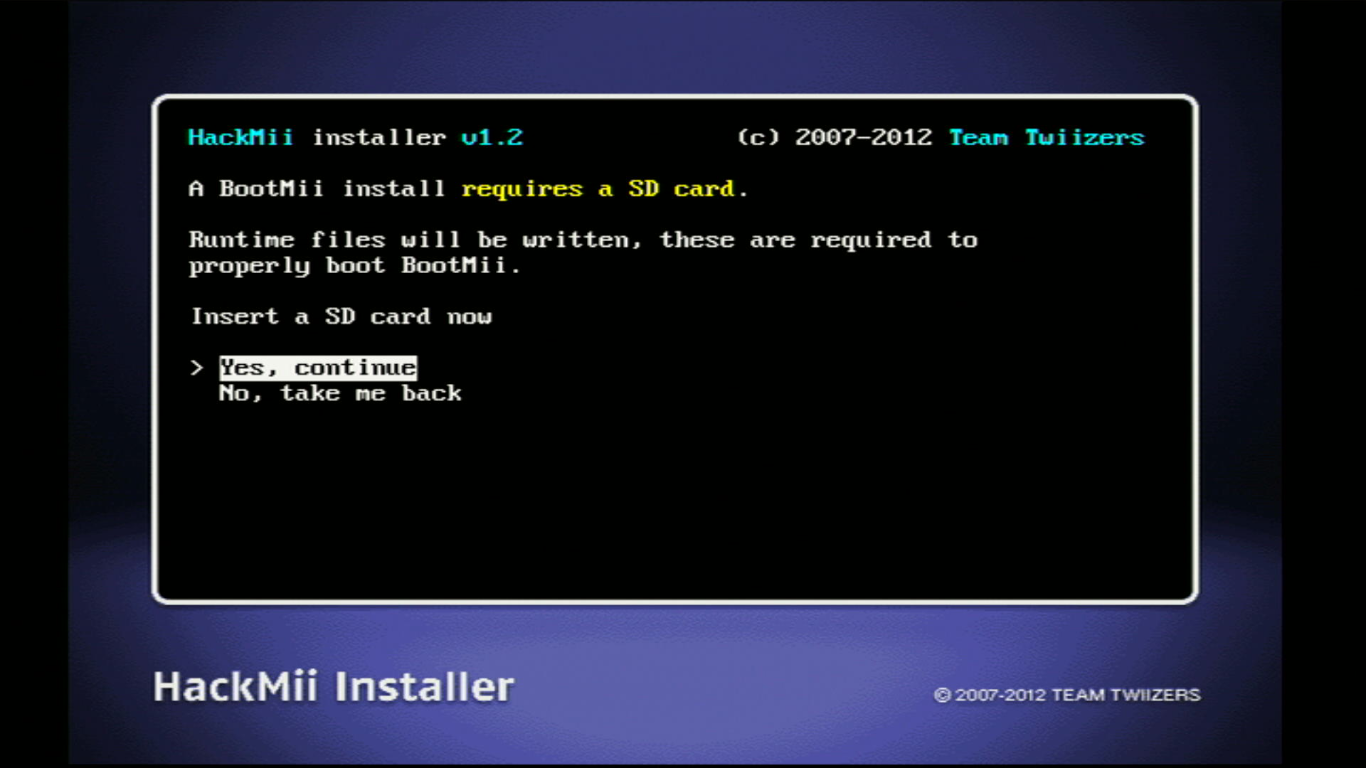 HackMii installer v1.2 (c) 2007-2012 Team Twiizers
A BootMii install requires a SD card.
Runtime files will be written, these are required to
properly boot BootMii.
Insert a SD card now
> Yes, continue
No, take me back
HackMii Installer
© 2007-2012 TEAM TWIIZERS